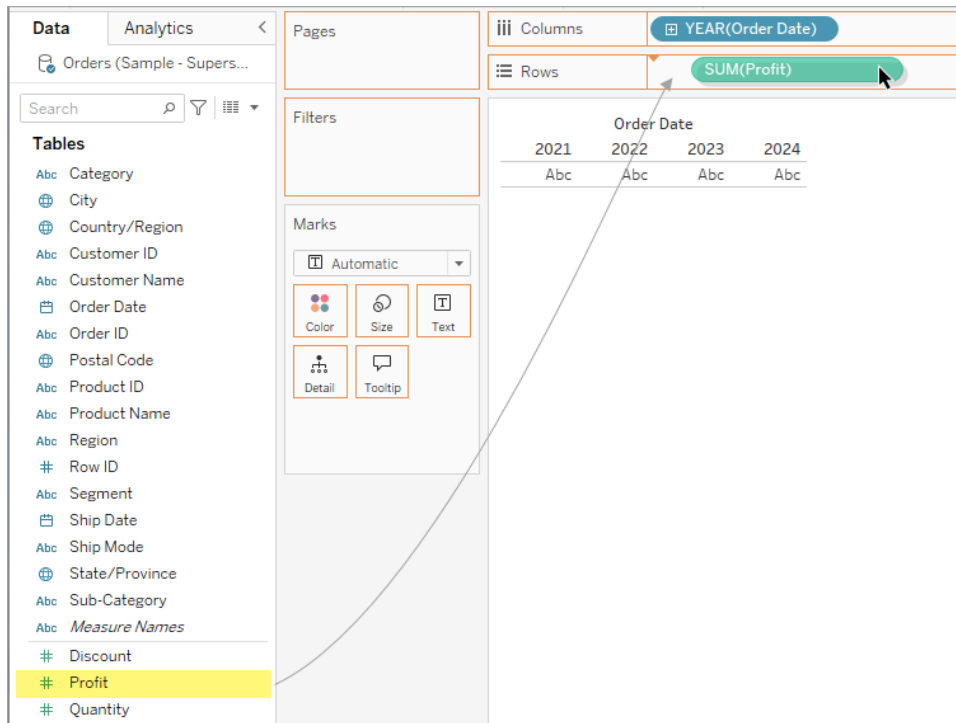 Data
Analytics
Orders (Sample - Supers...
Search
Tables
Abc Category
City
Country/Region
Abc Customer ID
Abc Customer Name
Order Date
Abc Order ID
Postal Code
Abc Product ID
Abc Product Name
Abc Region
# Row ID
Abc Segment
Ship Date
Abc Ship Mode
State/Province
Abc Sub-Category
Abc Measure Names
# Discount
# Profit
# Quantity
Pages
Filters
Marks
T Automatic
Color Size Text
Detail Tooltip
Columns YEAR(Order Date)
Rows SUM(Profit)
Order Date
2021 2022 2023 2024
Abc Abc Abc Abc